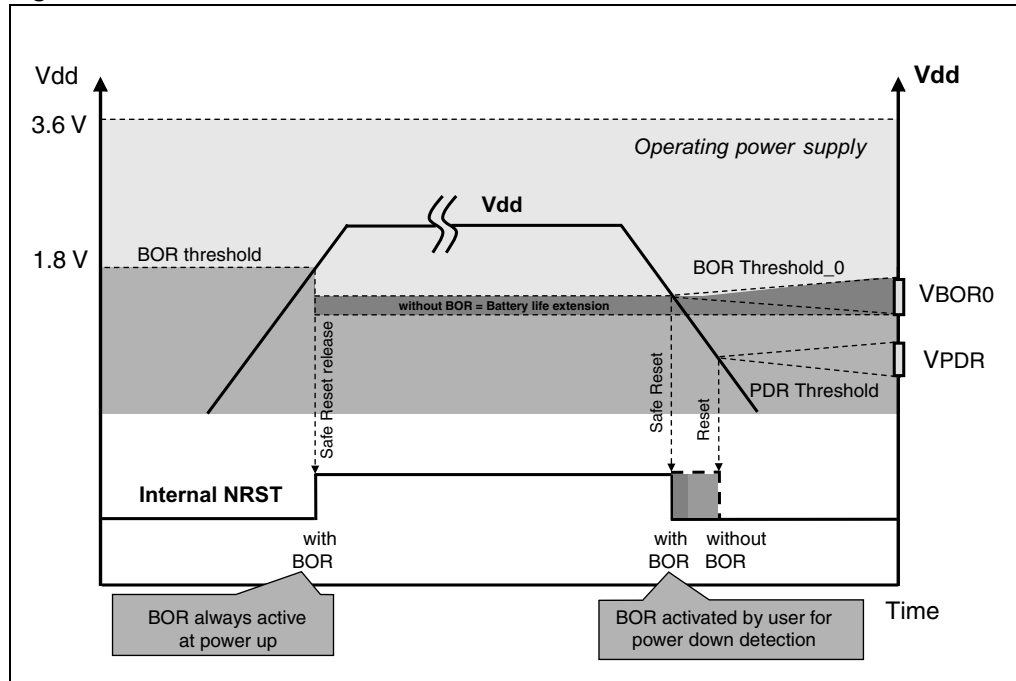 Vdd
Vdd
3.6 V
Operating power supply
Vdd
1.8 V
BOR threshold
BOR Threshold_0
VBOR0
without BOR = Battery life extension
VPDR
PDR Threshold
Safe Reset release
Safe Reset
Reset
Internal NRST
with
BOR
with
BOR
without
BOR
Time
BOR always active
at power up
BOR activated by user for
power down detection